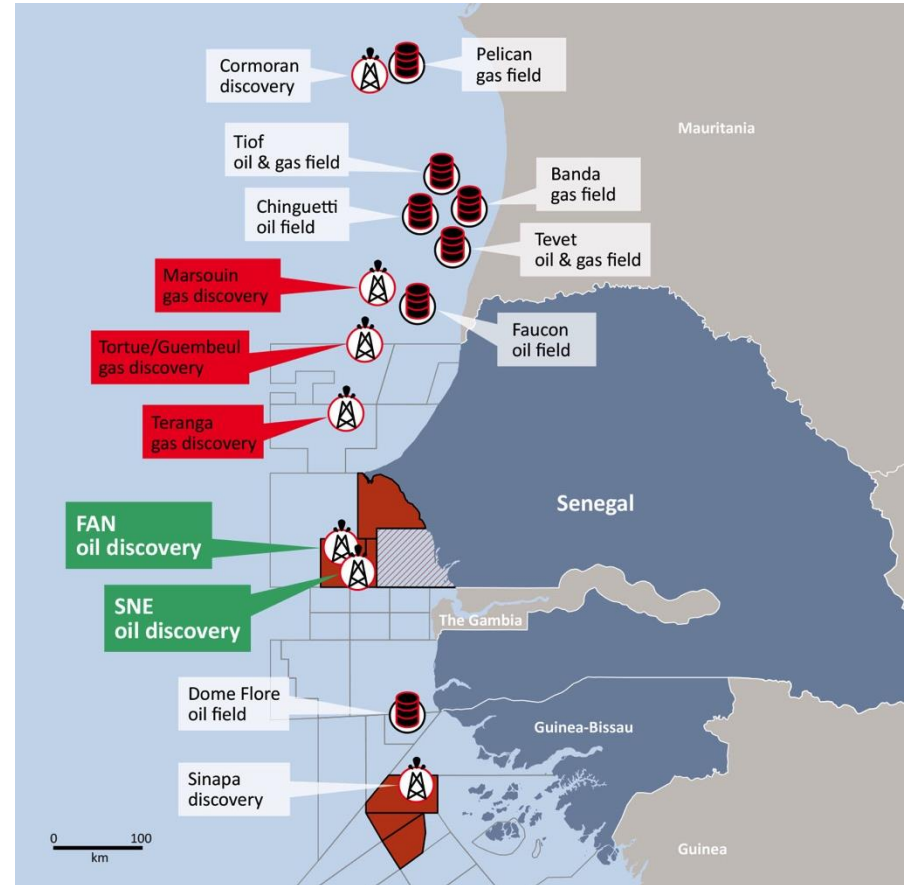 Cormoran
discovery
Pelican
gas field
Mauritania
Tiof
oil & gas field
Banda
gas field
Chinguetti
oil field
Tevet
oil & gas field
Marsouin
gas discovery
Faucon
oil field
Tortue/Guembeul
gas discovery
Teranga
gas discovery
Senegal
FAN
oil discovery
SNE
oil discovery
The Gambia
Dome Flore
oil field
Guinea-Bissau
Sinapa
discovery
0 100
km
Guinea